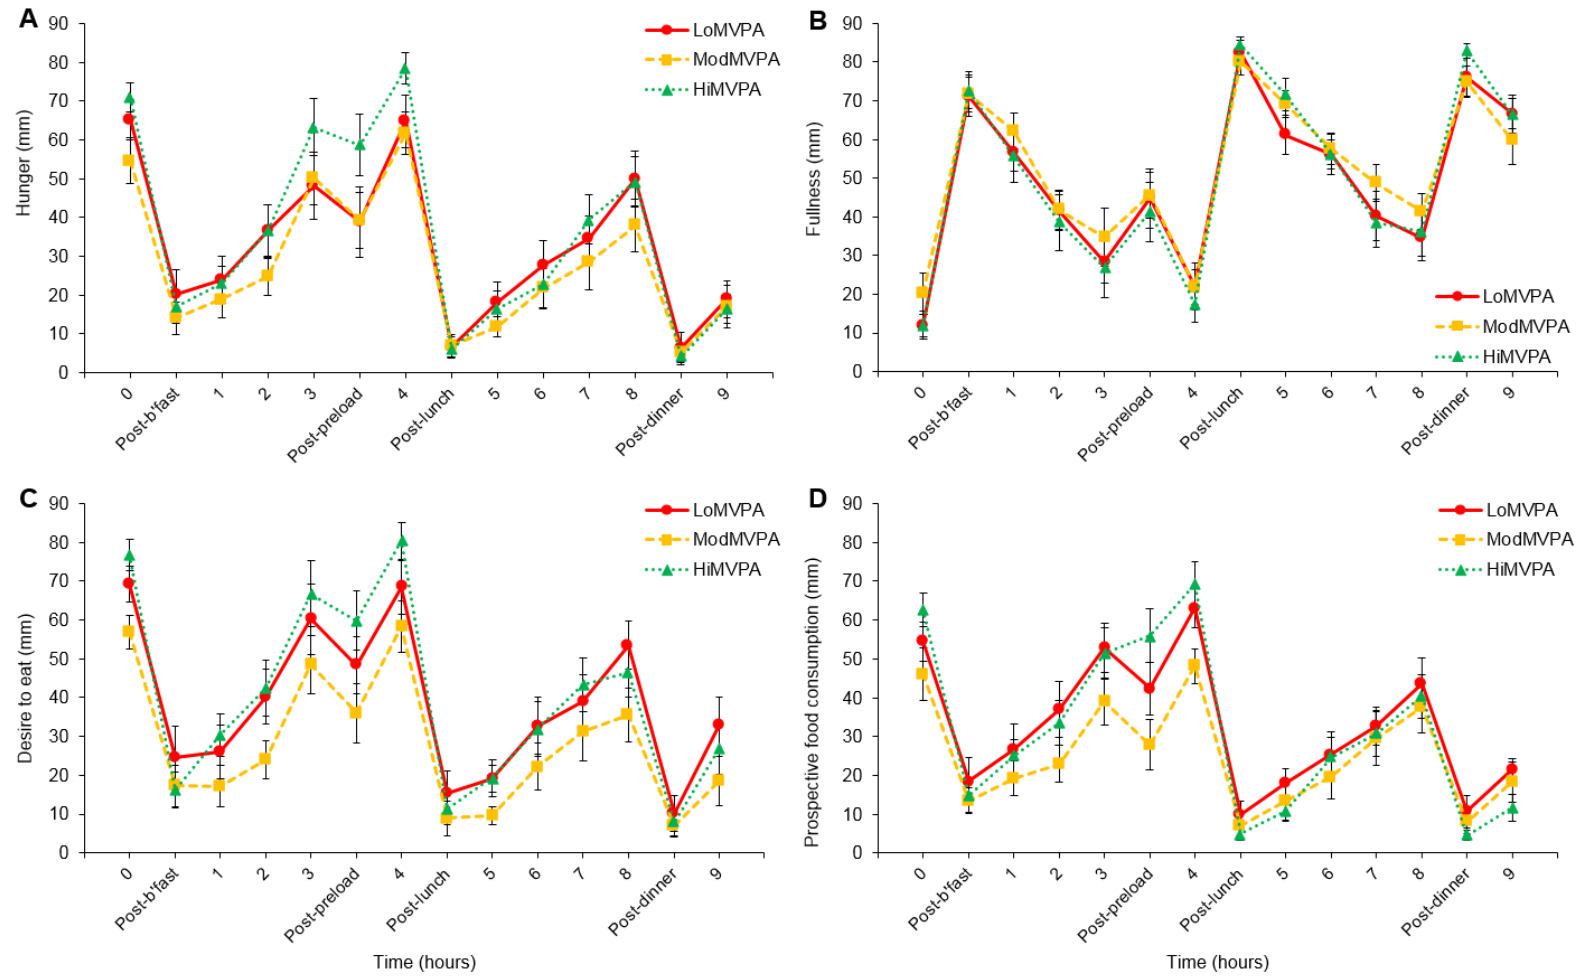 A
Hunger (mm)
90
80
70
60
50
40
30
20
10
0
LoMVPA
ModMVPA
HiMVPA
0
Post-b'fast
1
2
3
Post-preload
4
Post-lunch
5
6
7
8
Post-dinner
9
B
Fullness (mm)
90
80
70
60
50
40
30
20
10
0
LoMVPA
ModMVPA
HiMVPA
0
Post-b'fast
1
2
3
Post-preload
4
Post-lunch
5
6
7
8
Post-dinner
9
C
Desire to eat (mm)
90
80
70
60
50
40
30
20
10
0
LoMVPA
ModMVPA
HiMVPA
0
Post-b'fast
1
2
3
Post-preload
4
Post-lunch
5
6
7
8
Post-dinner
9
Time (hours)
D
Prospective food consumption (mm)
90
80
70
60
50
40
30
20
10
0
LoMVPA
ModMVPA
HiMVPA
0
Post-b'fast
1
2
3
Post-preload
4
Post-lunch
5
6
7
8
Post-dinner
9
Time (hours)